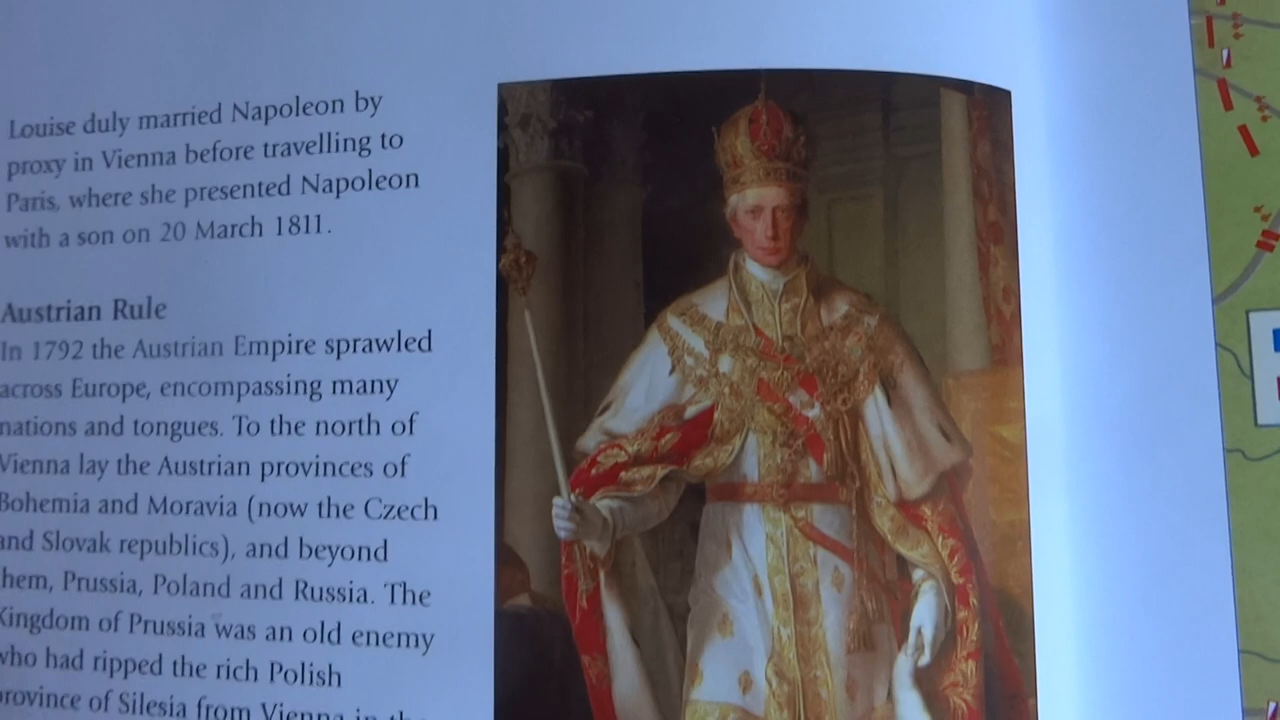 Louise duly married Napoleon by
proxy in Vienna before travelling to
Paris, where she presented Napoleon
with a son on 20 March 1811.
Austrian Rule
In 1792 the Austrian Empire sprawled
across Europe, encompassing many
nations and tongues. To the north of
Vienna lay the Austrian provinces of
Bohemia and Moravia (now the Czech
and Slovak republics), and beyond
hem, Prussia, Poland and Russia. The
Kingdom of Prussia was an old enemy
who had ripped the rich Polish
province of Silesia from Vienna in the